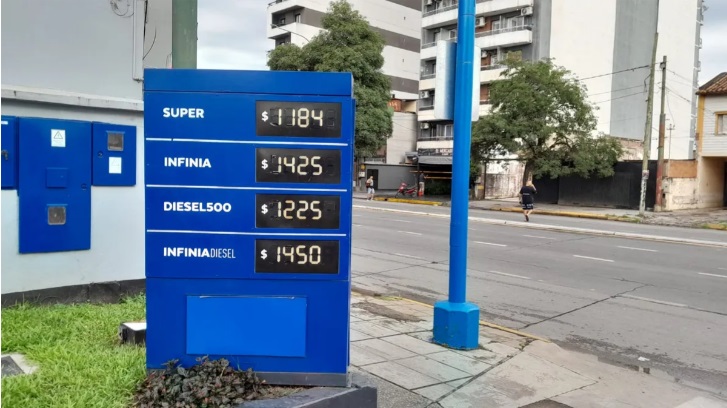 SUPER $1184
INFINIA $1425
DIESEL500 $1225
INFINIADIESEL $1450